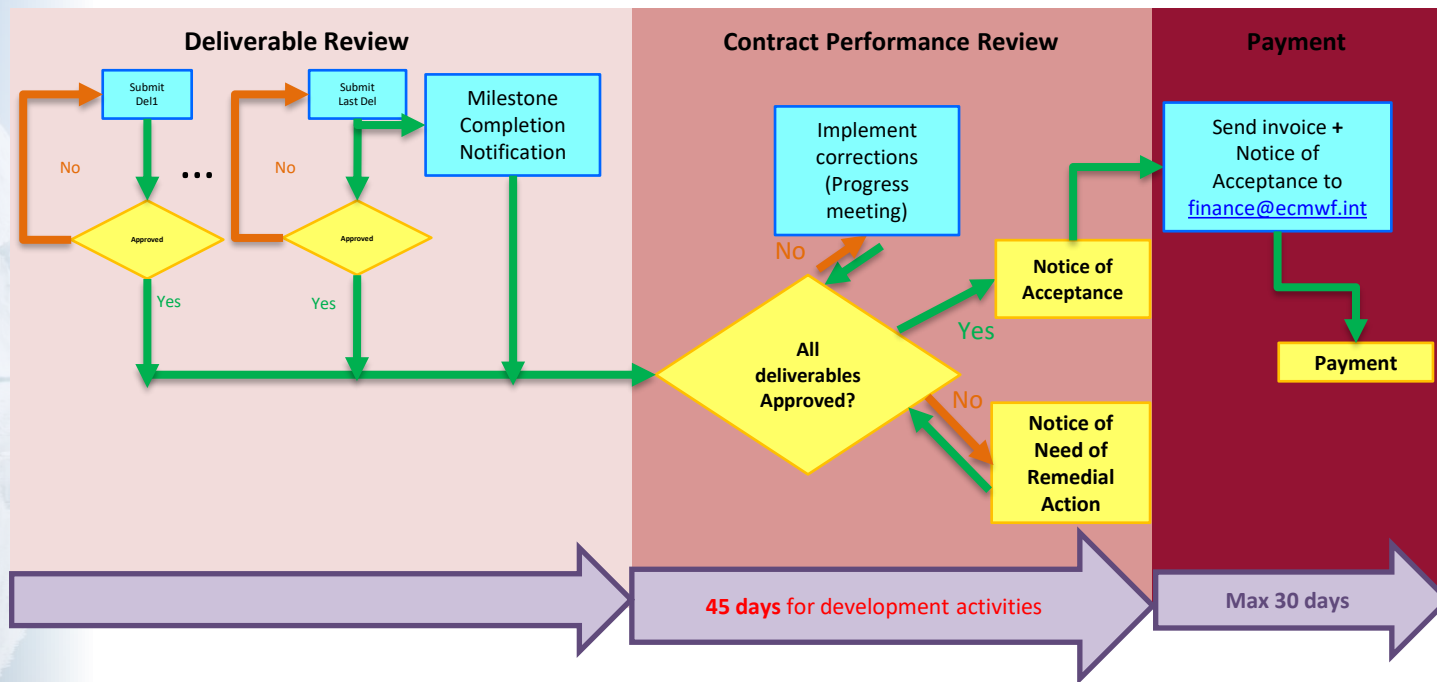 Deliverable Review
Submit
Del1
No
Approved
Yes
...
Submit
Last Del
No
Approved
Yes
Milestone
Completion
Notification
Contract Performance Review
Implement
corrections
(Progress
meeting)
No
All
deliverables
Approved?
Yes
Notice of
Acceptance
No
Notice of
Need of
Remedial
Action
Payment
Send invoice +
Notice of
Acceptance to
finance@ecmwf.int
Payment
45 days for development activities
Max 30 days